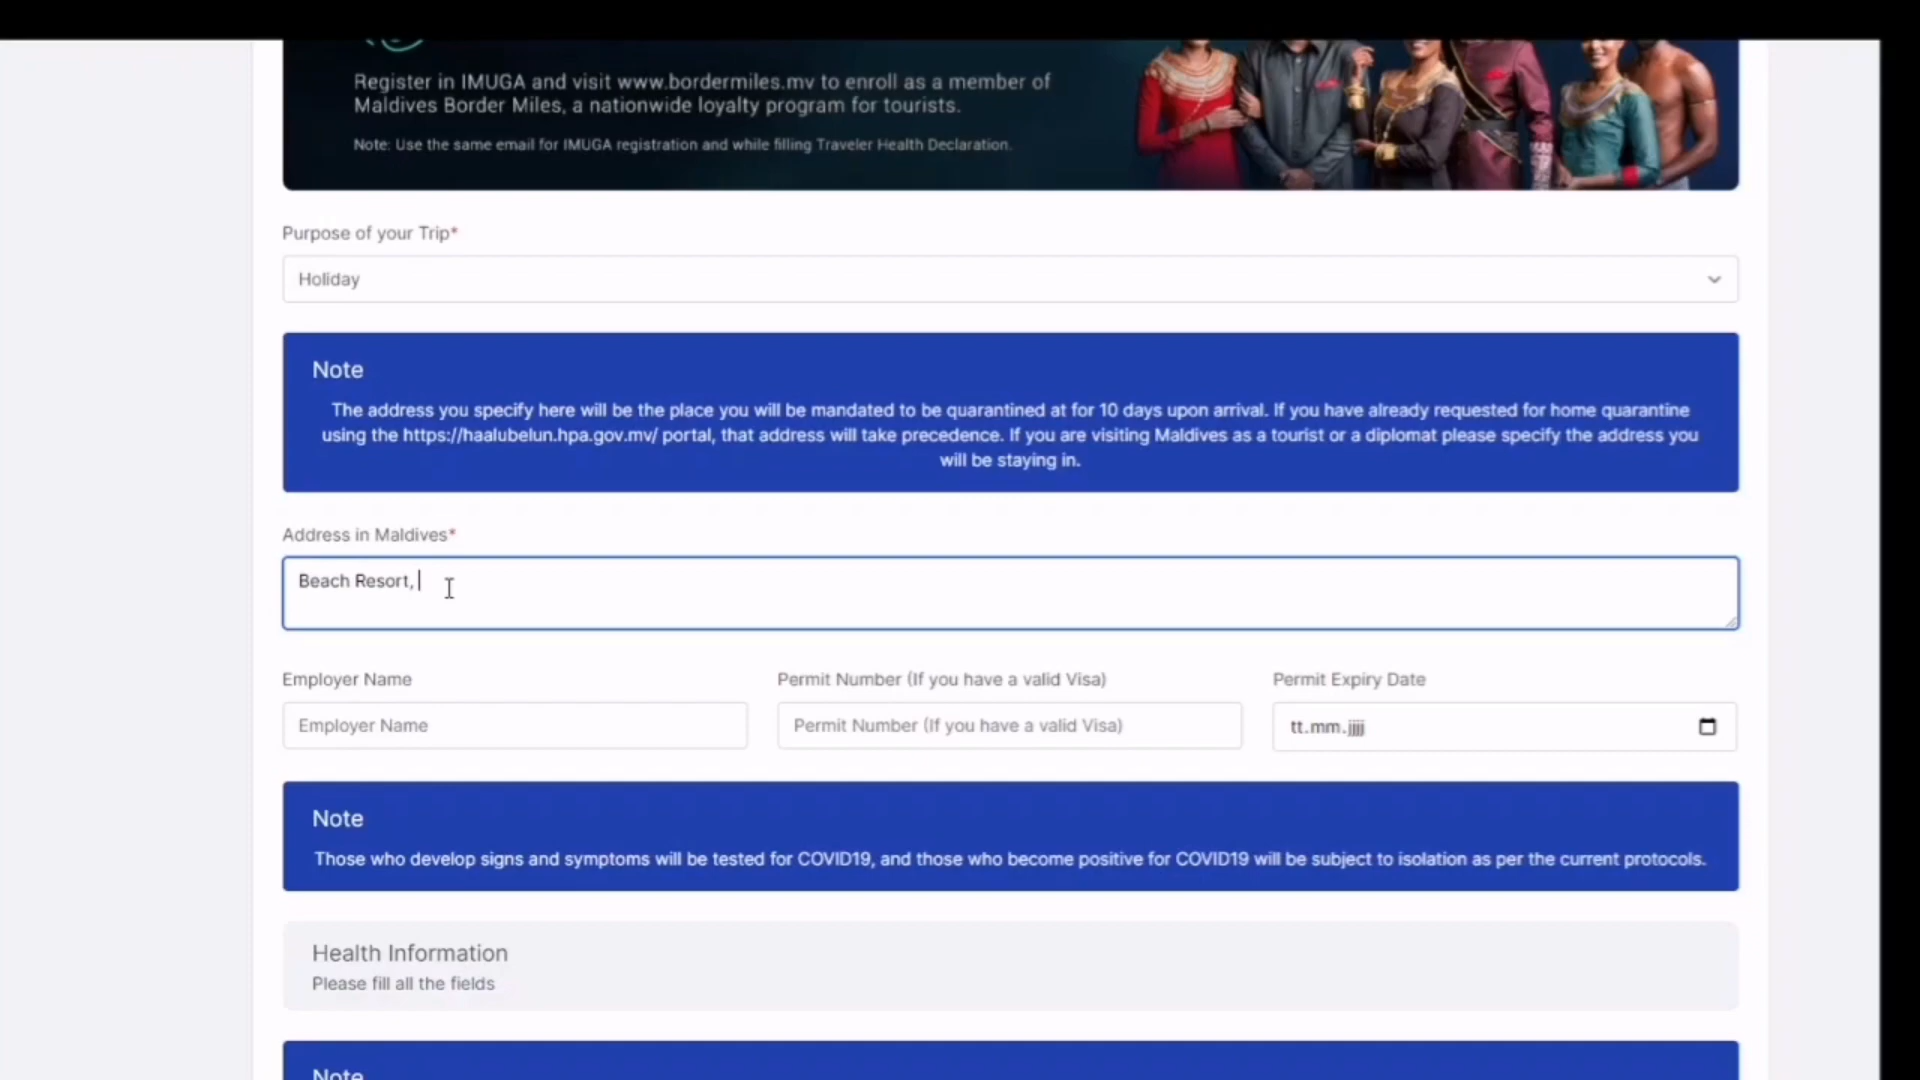 Register in IMUGA and visit www.bordermiles.mv to enroll as a member of
Maldives Border Miles, a nationwide loyalty program for tourists.
Note: Use the same email for IMUGA registration and while filling Traveler Health Declaration.
Purpose of your Trip*
Holiday
Note
The address you specify here will be the place you will be mandated to be quarantined at for 10 days upon arrival. If you have already requested for home quarantine
using the https://haalubelun.hpa.gov.mv/ portal, that address will take precedence. If you are visiting Maldives as a tourist or a diplomat please specify the address you
will be staying in.
Address in Maldives*
Beach Resort,
Employer Name Permit Number (If you have a valid Visa) Permit Expiry Date
Employer Name Permit Number (If you have a valid Visa) tt.mm.jjjj
Note
Those who develop signs and symptoms will be tested for COVID19, and those who become positive for COVID19 will be subject to isolation as per the current protocols.
Health Information
Please fill all the fields
Note